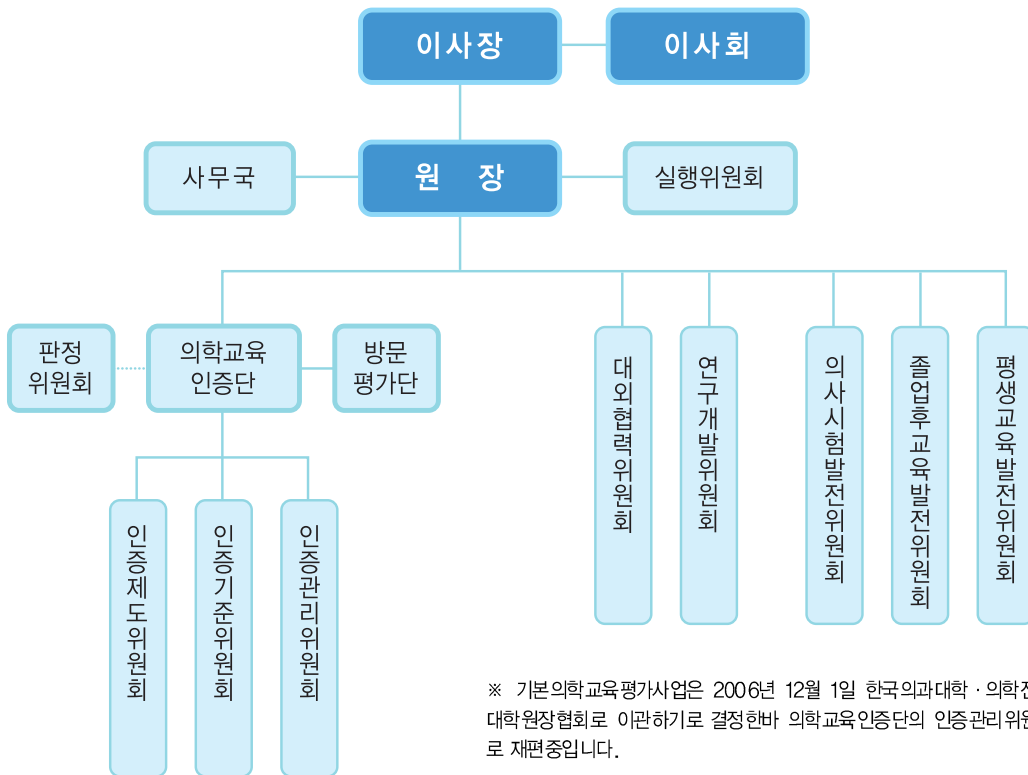 이사장
이사회
사무국
원 장
실행위원회
판정
위원회
의학교육
인증단
방문
평가단
대외협력위원회
연구개발위원회
의사시험발전위원회
졸업후교육발전위원회
평생교육발전위원회
인증제도위원회
인증기준위원회
인증관리위원회
※ 기본의학교육평가사업은 2006년 12월 1일 한국의과대학 · 의학전
대학원장협회로 이관하기로 결정한바 의학교육인증단의 인증관리위원
로 재편중입니다.